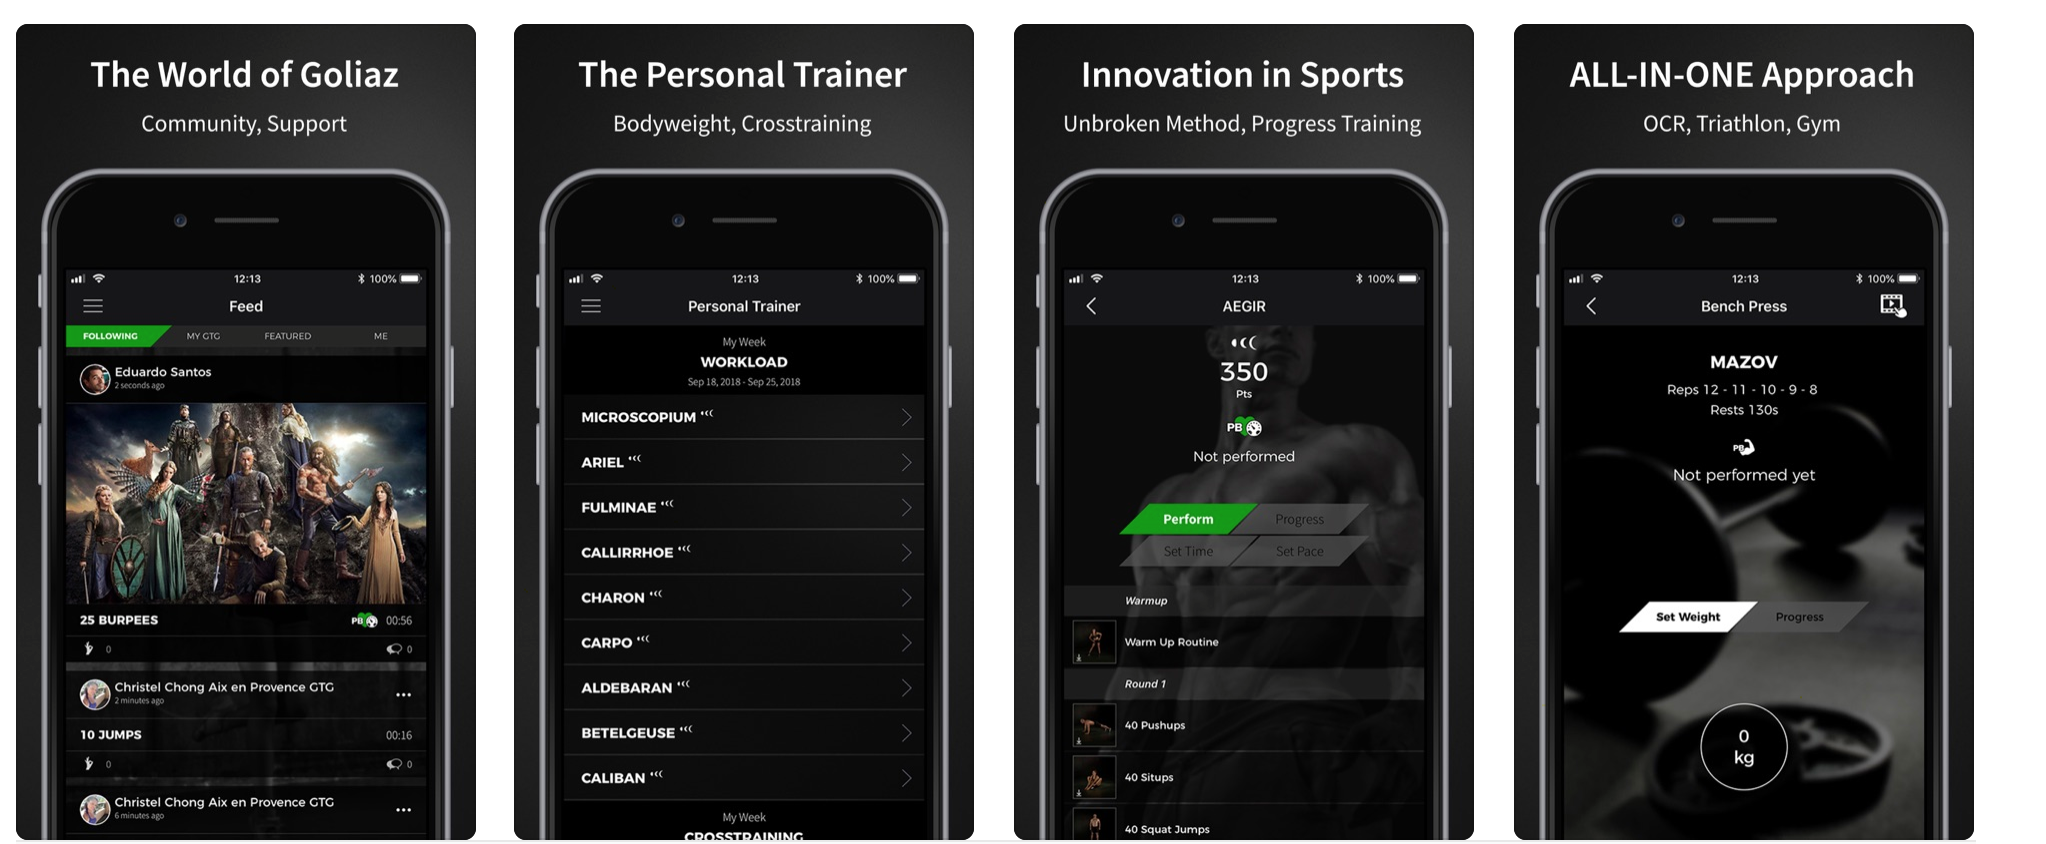 The World of Goliaz
Community, Support
12:13
100%
Feed
FOLLOWING MY GTG FEATURED ME
Eduardo Santos
2 seconds ago
25 BURPEES PB 00:56
0 0
Christel Chong Aix en Provence GTG
2 minutes ago
10 JUMPS 00:16
0 0
Christel Chong Aix en Provence GTG
6 minutes ago
The Personal Trainer
Bodyweight, Crosstraining
12:13
100%
Personal Trainer
My Week
WORKLOAD
Sep 18, 2018 - Sep 25, 2018
MICROSCOPIUM
ARIEL
FULMINAE
CALLIRRHOE
CHARON
CARPO
ALDEBARAN
BETELGEUSE
CALIBAN
My Week
CROSSTRAINING
Innovation in Sports
Unbroken Method, Progress Training
12:13
100%
AEGIR
350
Pts
PB
Not performed
Perform Progress
Set Time Set Pace
Warmup
Warm Up Routine
Round 1
40 Pushups
40 Situps
40 Squat Jumps
ALL-IN-ONE Approach
OCR, Triathlon, Gym
12:13
100%
Bench Press
MAZOV
Reps 12 - 11 - 10 - 9 - 8
Rests 130s
PB
Not performed yet
Set Weight Progress
0
kg